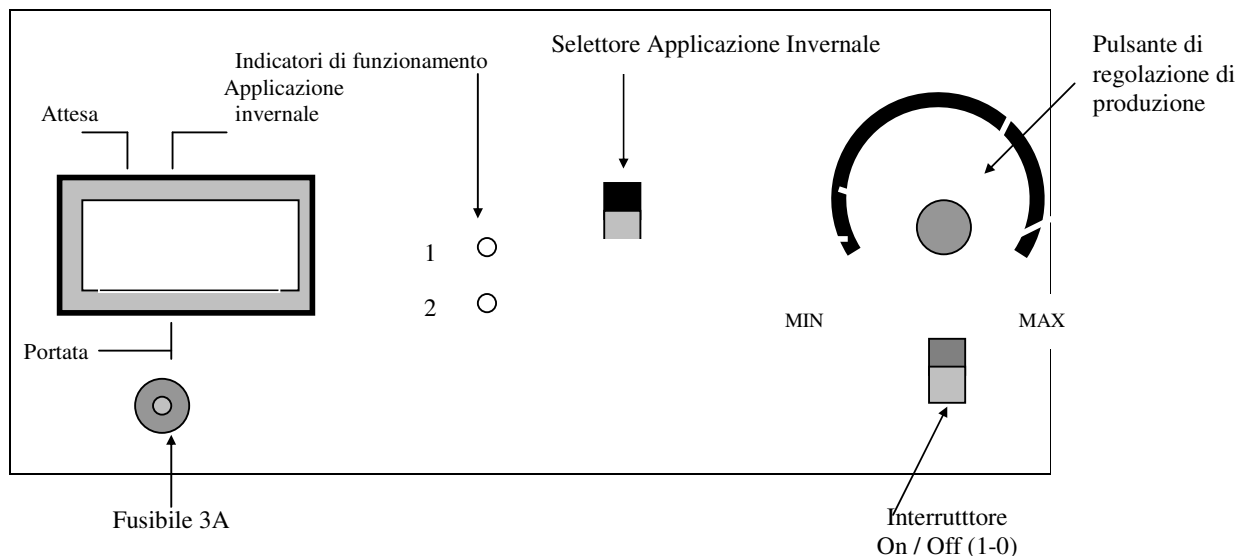 Selettore Applicazione Invernale
Pulsante di
regolazione di
produzione
Indicatori di funzionamento
Applicazione
invernale
Attesa
1
2
MIN
MAX
Portata
Fusibile 3A
Interrutttore
On / Off (1-0)